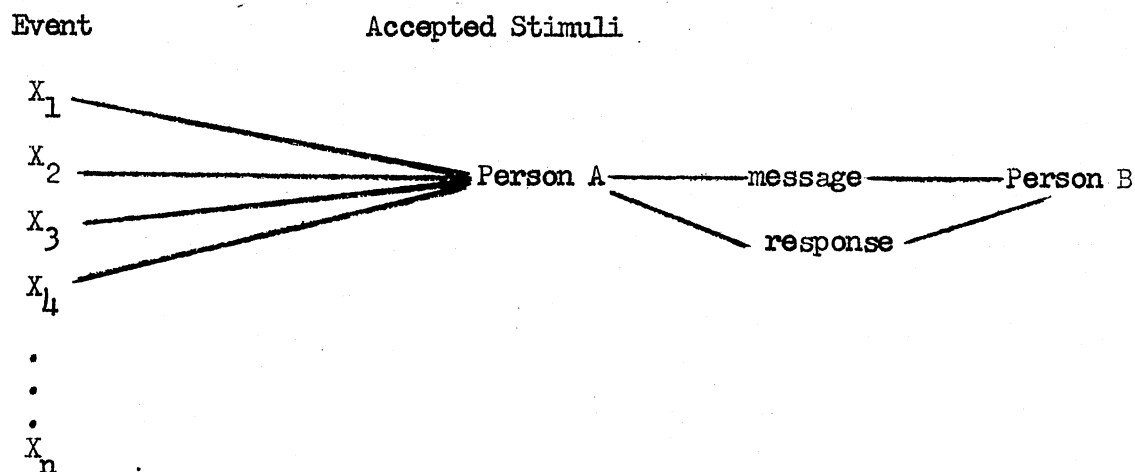 Event Accepted Stimuli
X1
X2
Person A message Person B
X3
response
X4
.
.
.
Xn